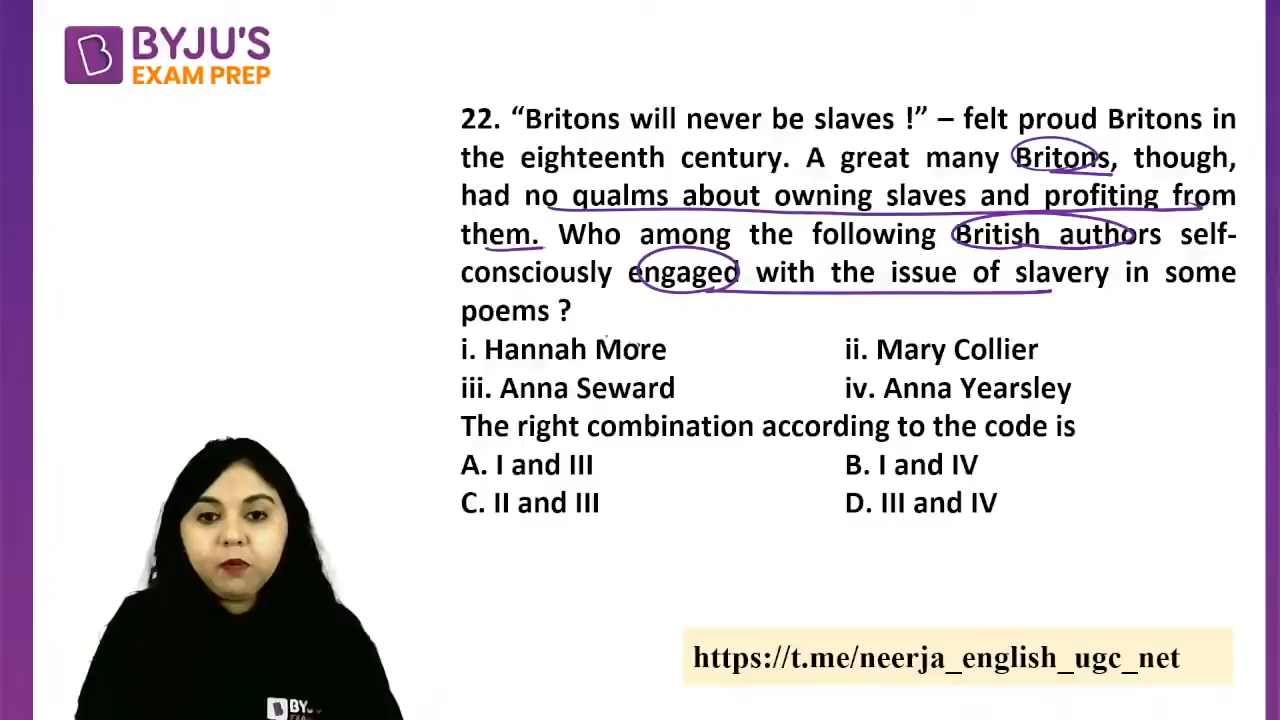 BYJU'S
EXAM PREP
22. “Britons will never be slaves !” – felt proud Britons in
the eighteenth century. A great many Britons, though,
had no qualms about owning slaves and profiting from
them. Who among the following British authors self-
consciously engaged with the issue of slavery in some
poems ?
i. Hannah More
ii. Mary Collier
iii. Anna Seward
iv. Anna Yearsley
The right combination according to the code is
A. I and III
B. I and IV
C. II and III
D. III and IV
https://t.me/neerja_english_ugc_net